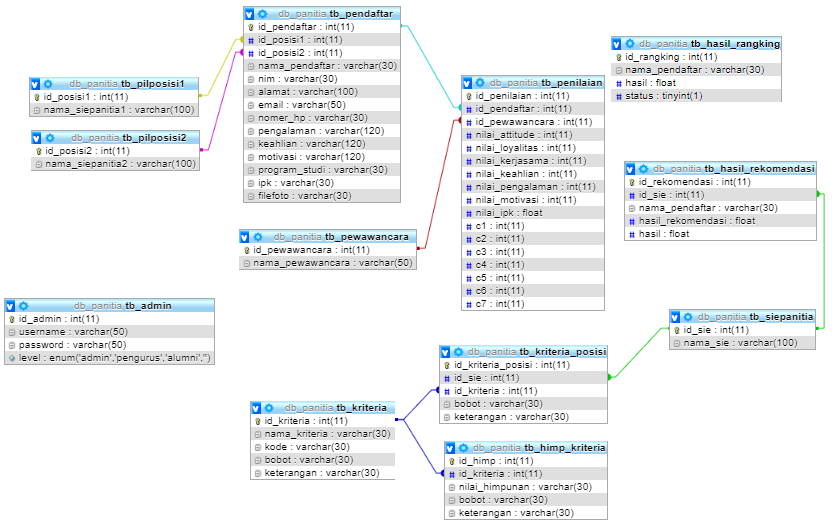 db_panitia tb_pendaftar
id_pendaftar : int(11)
id_posisi1 : int(11)
id_posisi2 : int(11)
nama_pendaftar : varchar(30)
nim : varchar(30)
alamat : varchar(100)
email : varchar(50)
nomer_hp : varchar(30)
pengalaman : varchar(120)
keahlian : varchar(120)
motivasi : varchar(120)
program_studi : varchar(30)
ipk : varchar(30)
filefoto : varchar(30)
db_panitia tb_hasil_rangking
id_rangking : int(11)
nama_pendaftar : varchar(30)
hasil : float
status : tinyint(1)
db_panitia tb_pilposisi1
id_posisi1 : int(11)
nama_siepanitia1 : varchar(100)
db_panitia tb_penilaian
id_penilaian : int(11)
id_pendaftar : int(11)
id_pewawancara : int(11)
nilai_attitude : int(11)
nilai_loyalitas : int(11)
nilai_kerjasama : int(11)
nilai_keahlian : int(11)
nilai_pengalaman : int(11)
nilai_motivasi : int(11)
nilai_ipk : float
c1 : int(11)
c2 : int(11)
c3 : int(11)
c4 : int(11)
c5 : int(11)
c6 : int(11)
c7 : int(11)
db_panitia tb_pilposisi2
id_posisi2 : int(11)
nama_siepanitia2 : varchar(100)
db_panitia tb_hasil_rekomendasi
id_rekomendasi : int(11)
id_sie : int(11)
nama_pendaftar : varchar(30)
hasil_rekomendasi : float
hasil : float
db_panitia tb_pewawancara
id_pewawancara : int(11)
nama_pewawancara : varchar(50)
db_panitia tb_admin
id_admin : int(11)
username : varchar(50)
password : varchar(50)
level : enum('admin','pengurus','alumni','')
db_panitia tb_siepanitia
id_sie : int(11)
nama_sie : varchar(100)
db_panitia tb_kriteria_posisi
id_kriteria_posisi : int(11)
id_sie : int(11)
id_kriteria : int(11)
bobot : varchar(30)
keterangan : varchar(30)
db_panitia tb_kriteria
id_kriteria : int(11)
nama_kriteria : varchar(30)
kode : varchar(30)
bobot : varchar(30)
keterangan : varchar(30)
db_panitia tb_himp_kriteria
id_himp : int(11)
id_kriteria : int(11)
nilai_himpunan : varchar(30)
bobot : varchar(30)
keterangan : varchar(30)